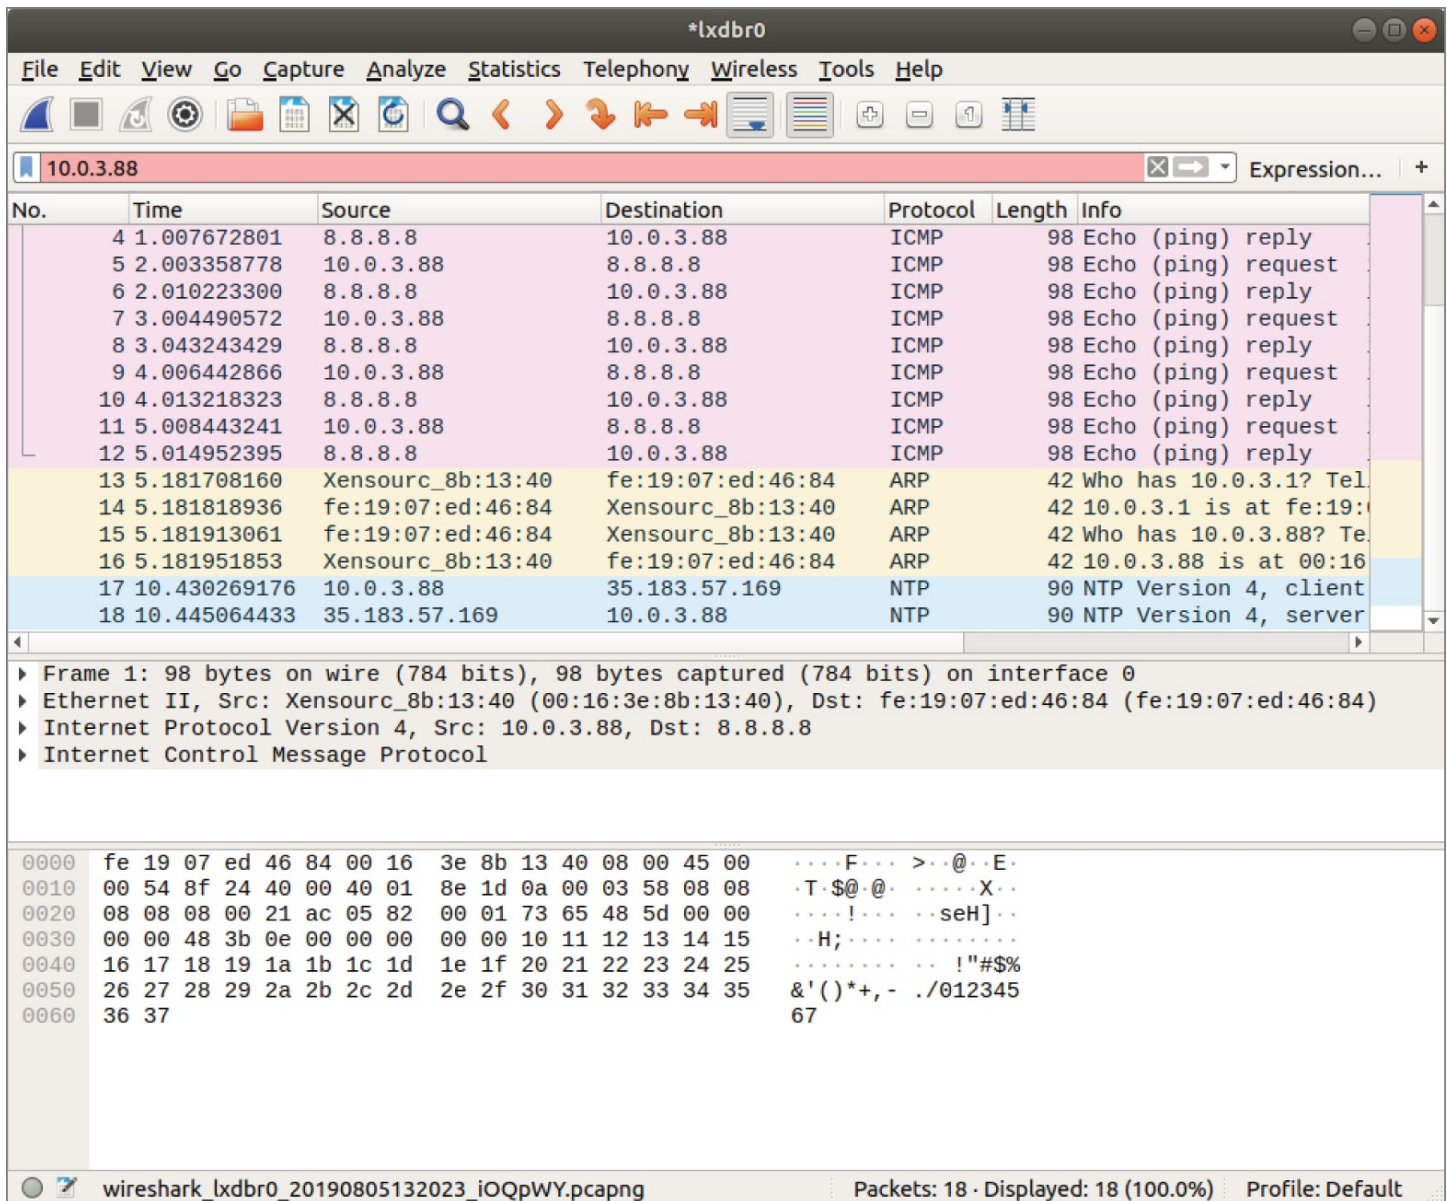 *lxdbr0
File Edit View Go Capture Analyze Statistics Telephony Wireless Tools Help
10.0.3.88 Expression… +
No. Time Source Destination Protocol Length Info
4 1.007672801 8.8.8.8 10.0.3.88 ICMP 98 Echo (ping) reply
5 2.003358778 10.0.3.88 8.8.8.8 ICMP 98 Echo (ping) request
6 2.010223300 8.8.8.8 10.0.3.88 ICMP 98 Echo (ping) reply
7 3.004490572 10.0.3.88 8.8.8.8 ICMP 98 Echo (ping) request
8 3.043243429 8.8.8.8 10.0.3.88 ICMP 98 Echo (ping) reply
9 4.006442866 10.0.3.88 8.8.8.8 ICMP 98 Echo (ping) request
10 4.013218323 8.8.8.8 10.0.3.88 ICMP 98 Echo (ping) reply
11 5.008443241 10.0.3.88 8.8.8.8 ICMP 98 Echo (ping) request
12 5.014952395 8.8.8.8 10.0.3.88 ICMP 98 Echo (ping) reply
13 5.181708160 Xensourc_8b:13:40 fe:19:07:ed:46:84 ARP 42 Who has 10.0.3.1? Tel
14 5.181818936 fe:19:07:ed:46:84 Xensourc_8b:13:40 ARP 42 10.0.3.1 is at fe:19:
15 5.181913061 fe:19:07:ed:46:84 Xensourc_8b:13:40 ARP 42 Who has 10.0.3.88? Te
16 5.181951853 Xensourc_8b:13:40 fe:19:07:ed:46:84 ARP 42 10.0.3.88 is at 00:16
17 10.430269176 10.0.3.88 35.183.57.169 NTP 90 NTP Version 4, client
18 10.445064433 35.183.57.169 10.0.3.88 NTP 90 NTP Version 4, server
Frame 1: 98 bytes on wire (784 bits), 98 bytes captured (784 bits) on interface 0
Ethernet II, Src: Xensourc_8b:13:40 (00:16:3e:8b:13:40), Dst: fe:19:07:ed:46:84 (fe:19:07:ed:46:84)
Internet Protocol Version 4, Src: 10.0.3.88, Dst: 8.8.8.8
Internet Control Message Protocol
0000 fe 19 07 ed 46 84 00 16 3e 8b 13 40 08 00 45 00 ····F··· >··@··E·
0010 00 54 8f 24 40 00 40 01 8e 1d 0a 00 03 58 08 08 ·T·$@·@· ·····X··
0020 08 08 08 00 21 ac 05 82 00 01 73 65 48 5d 00 00 ····!··· ··seH]··
0030 00 00 48 3b 0e 00 00 00 00 00 10 11 12 13 14 15 ··H;···· ········
0040 16 17 18 19 1a 1b 1c 1d 1e 1f 20 21 22 23 24 25 ········ ·· !"#$%
0050 26 27 28 29 2a 2b 2c 2d 2e 2f 30 31 32 33 34 35 &'()*+,- ./012345
0060 36 37 67
wireshark_lxdbr0_20190805132023_iOQpWY.pcapng Packets: 18 · Displayed: 18 (100.0%) Profile: Default